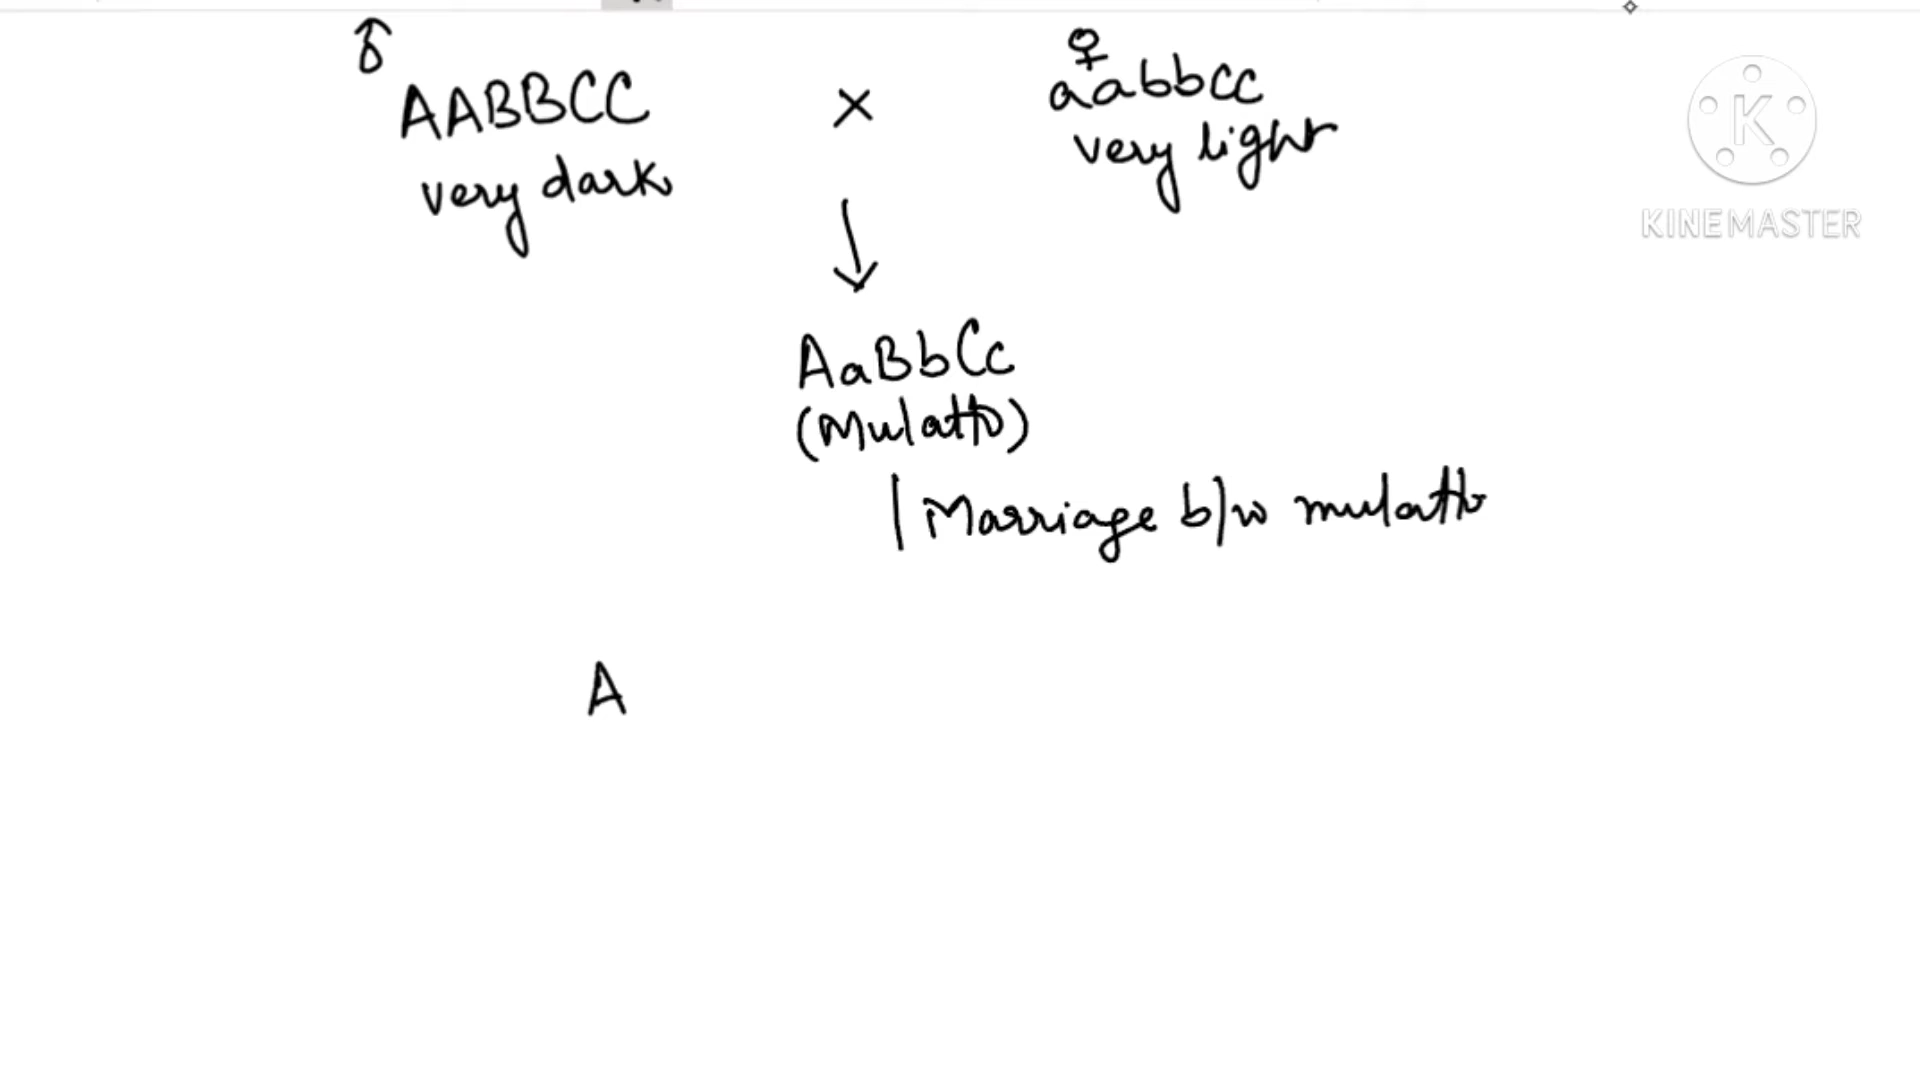 ♂ ♀
AABBCC × aabbcc
very dark very light
↓
AaBbCc
(Mulatto)
| Marriage b/w mulatto
A
KINEMASTER